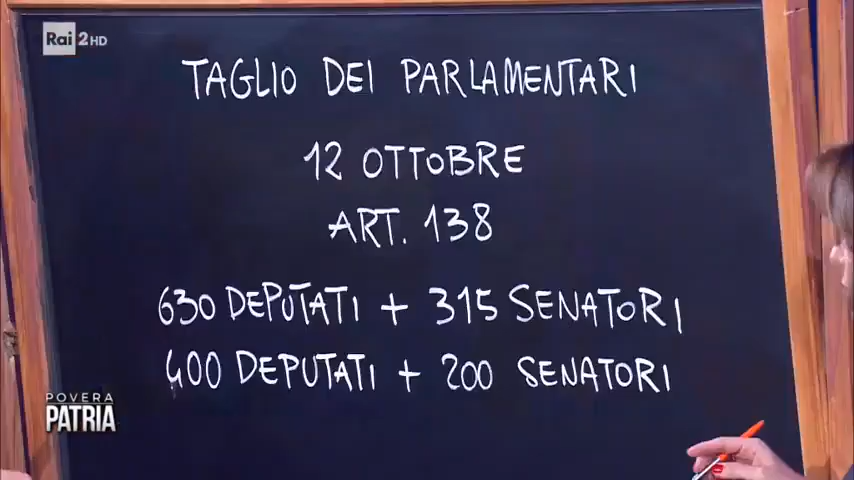 Rai 2 HD
TAGLIO DEI PARLAMENTARI
12 OTTOBRE
ART. 138
630 DEPUTATI + 315 SENATORI
400 DEPUTATI + 200 SENATORI
POVERA
PATRIA